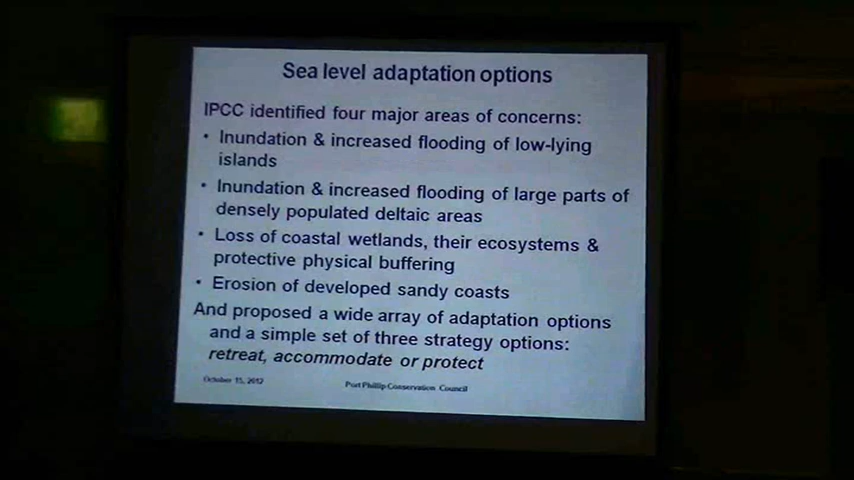 Sea level adaptation options
IPCC identified four major areas of concerns:
• Inundation & increased flooding of low-lying
islands
• Inundation & increased flooding of large parts of
densely populated deltaic areas
• Loss of coastal wetlands, their ecosystems &
protective physical buffering
• Erosion of developed sandy coasts
And proposed a wide array of adaptation options
and a simple set of three strategy options:
retreat, accommodate or protect
October 15, 2012
Port Phillip Conservation Council